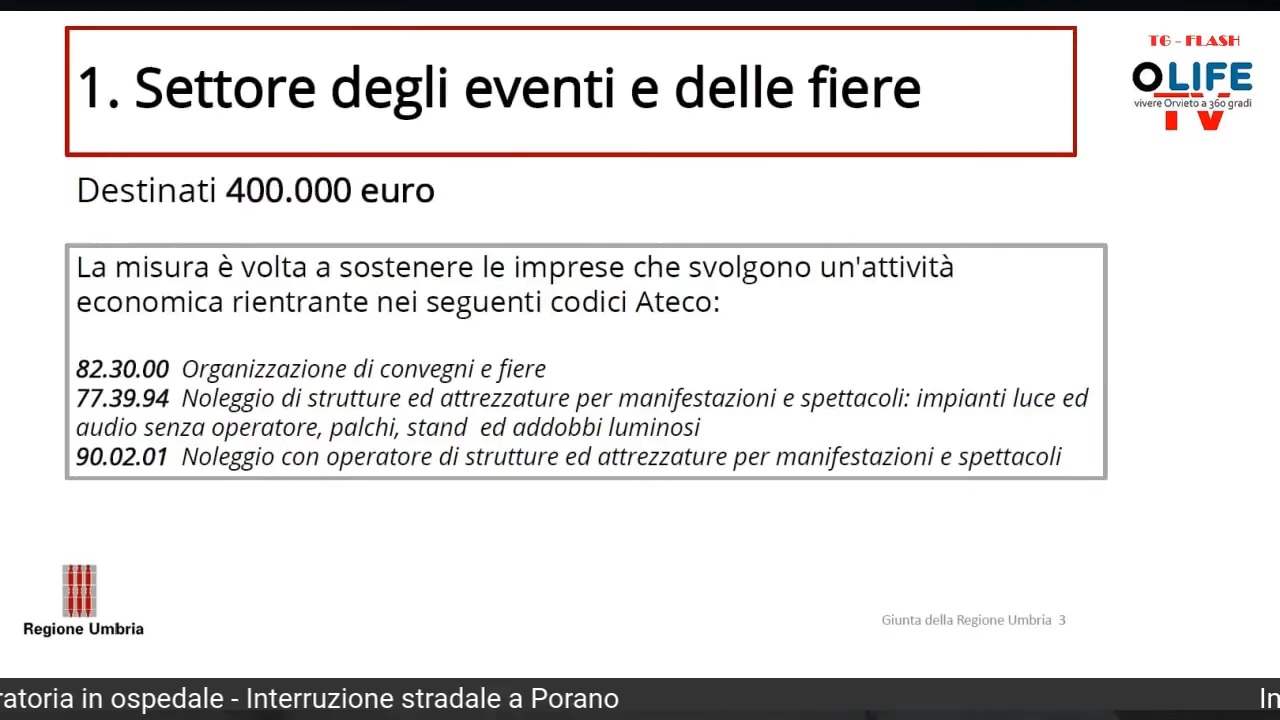 TG - FLASH
OLIFE
vivere Orvieto a 360 gradi
TV
1. Settore degli eventi e delle fiere
Destinati 400.000 euro
La misura è volta a sostenere le imprese che svolgono un'attività
economica rientrante nei seguenti codici Ateco:
82.30.00 Organizzazione di convegni e fiere
77.39.94 Noleggio di strutture ed attrezzature per manifestazioni e spettacoli: impianti luce ed
audio senza operatore, palchi, stand ed addobbi luminosi
90.02.01 Noleggio con operatore di strutture ed attrezzature per manifestazioni e spettacoli
Regione Umbria
Giunta della Regione Umbria 3
ratoria in ospedale - Interruzione stradale a Porano
In